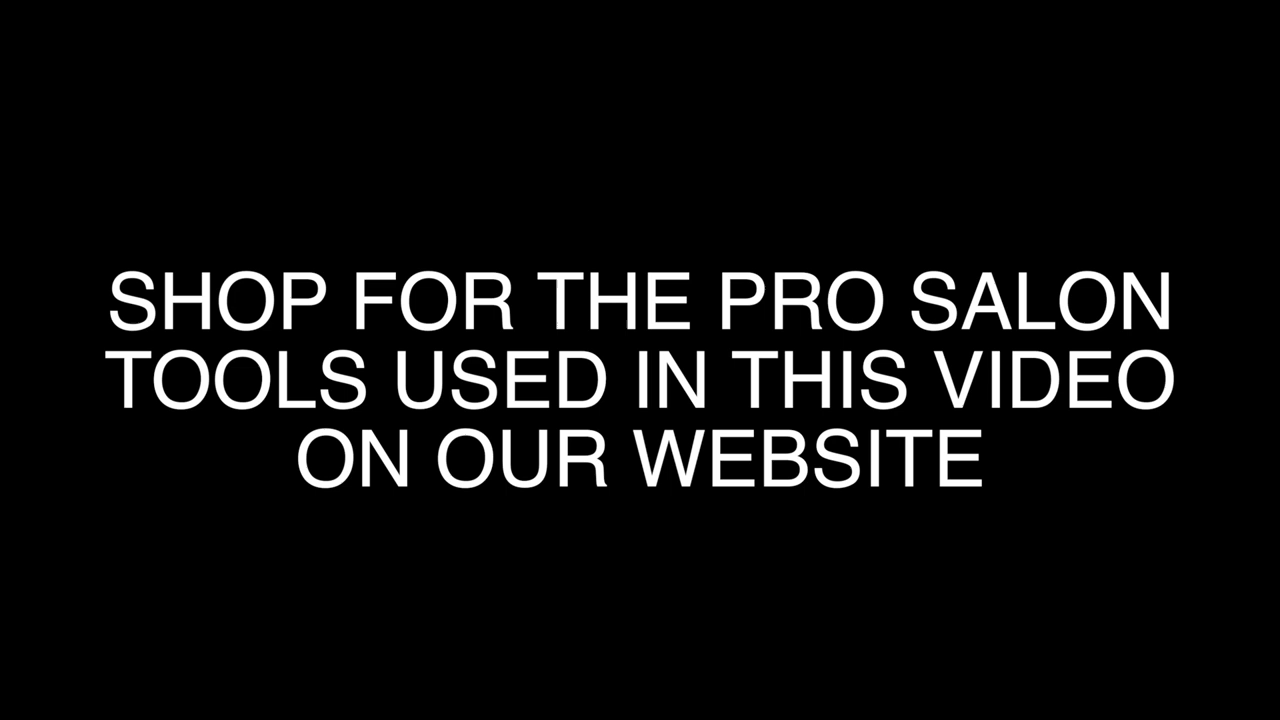 SHOP FOR THE PRO SALON
TOOLS USED IN THIS VIDEO
ON OUR WEBSITE